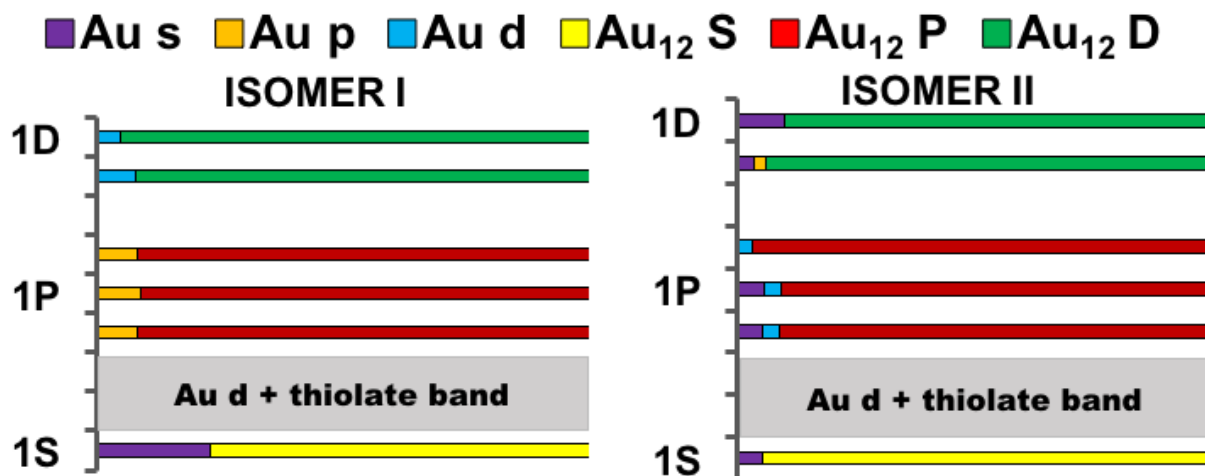 Au s Au p Au d Au₁₂ S Au₁₂ P Au₁₂ D
ISOMER I
1D
1P
Au d + thiolate band
1S
ISOMER II
1D
1P
Au d + thiolate band
1S